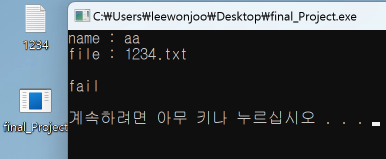 1234
final_Project
C:₩Users₩leewonjoo₩Desktop₩final_Project.exe
name : aa
file : 1234.txt
fail
계속하려면 아무 키나 누르십시오 . . .